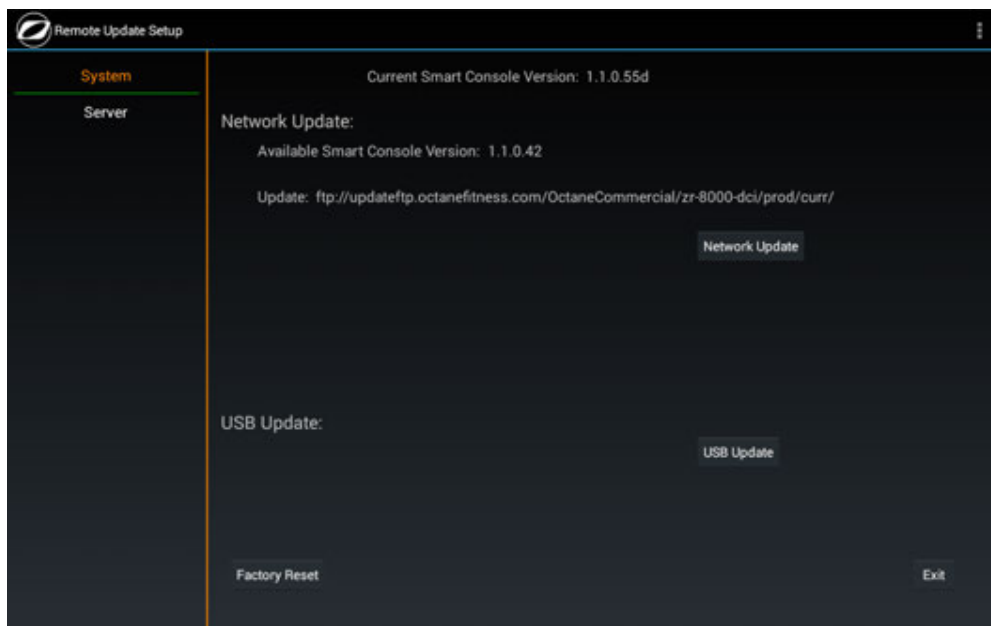 Remote Update Setup
System
Server
Current Smart Console Version: 1.1.0.55d
Network Update:
Available Smart Console Version: 1.1.0.42
Update: ftp://updateftp.octanefitness.com/OctaneCommercial/zr-8000-dci/prod/curr/
Network Update
USB Update:
USB Update
Factory Reset
Exit